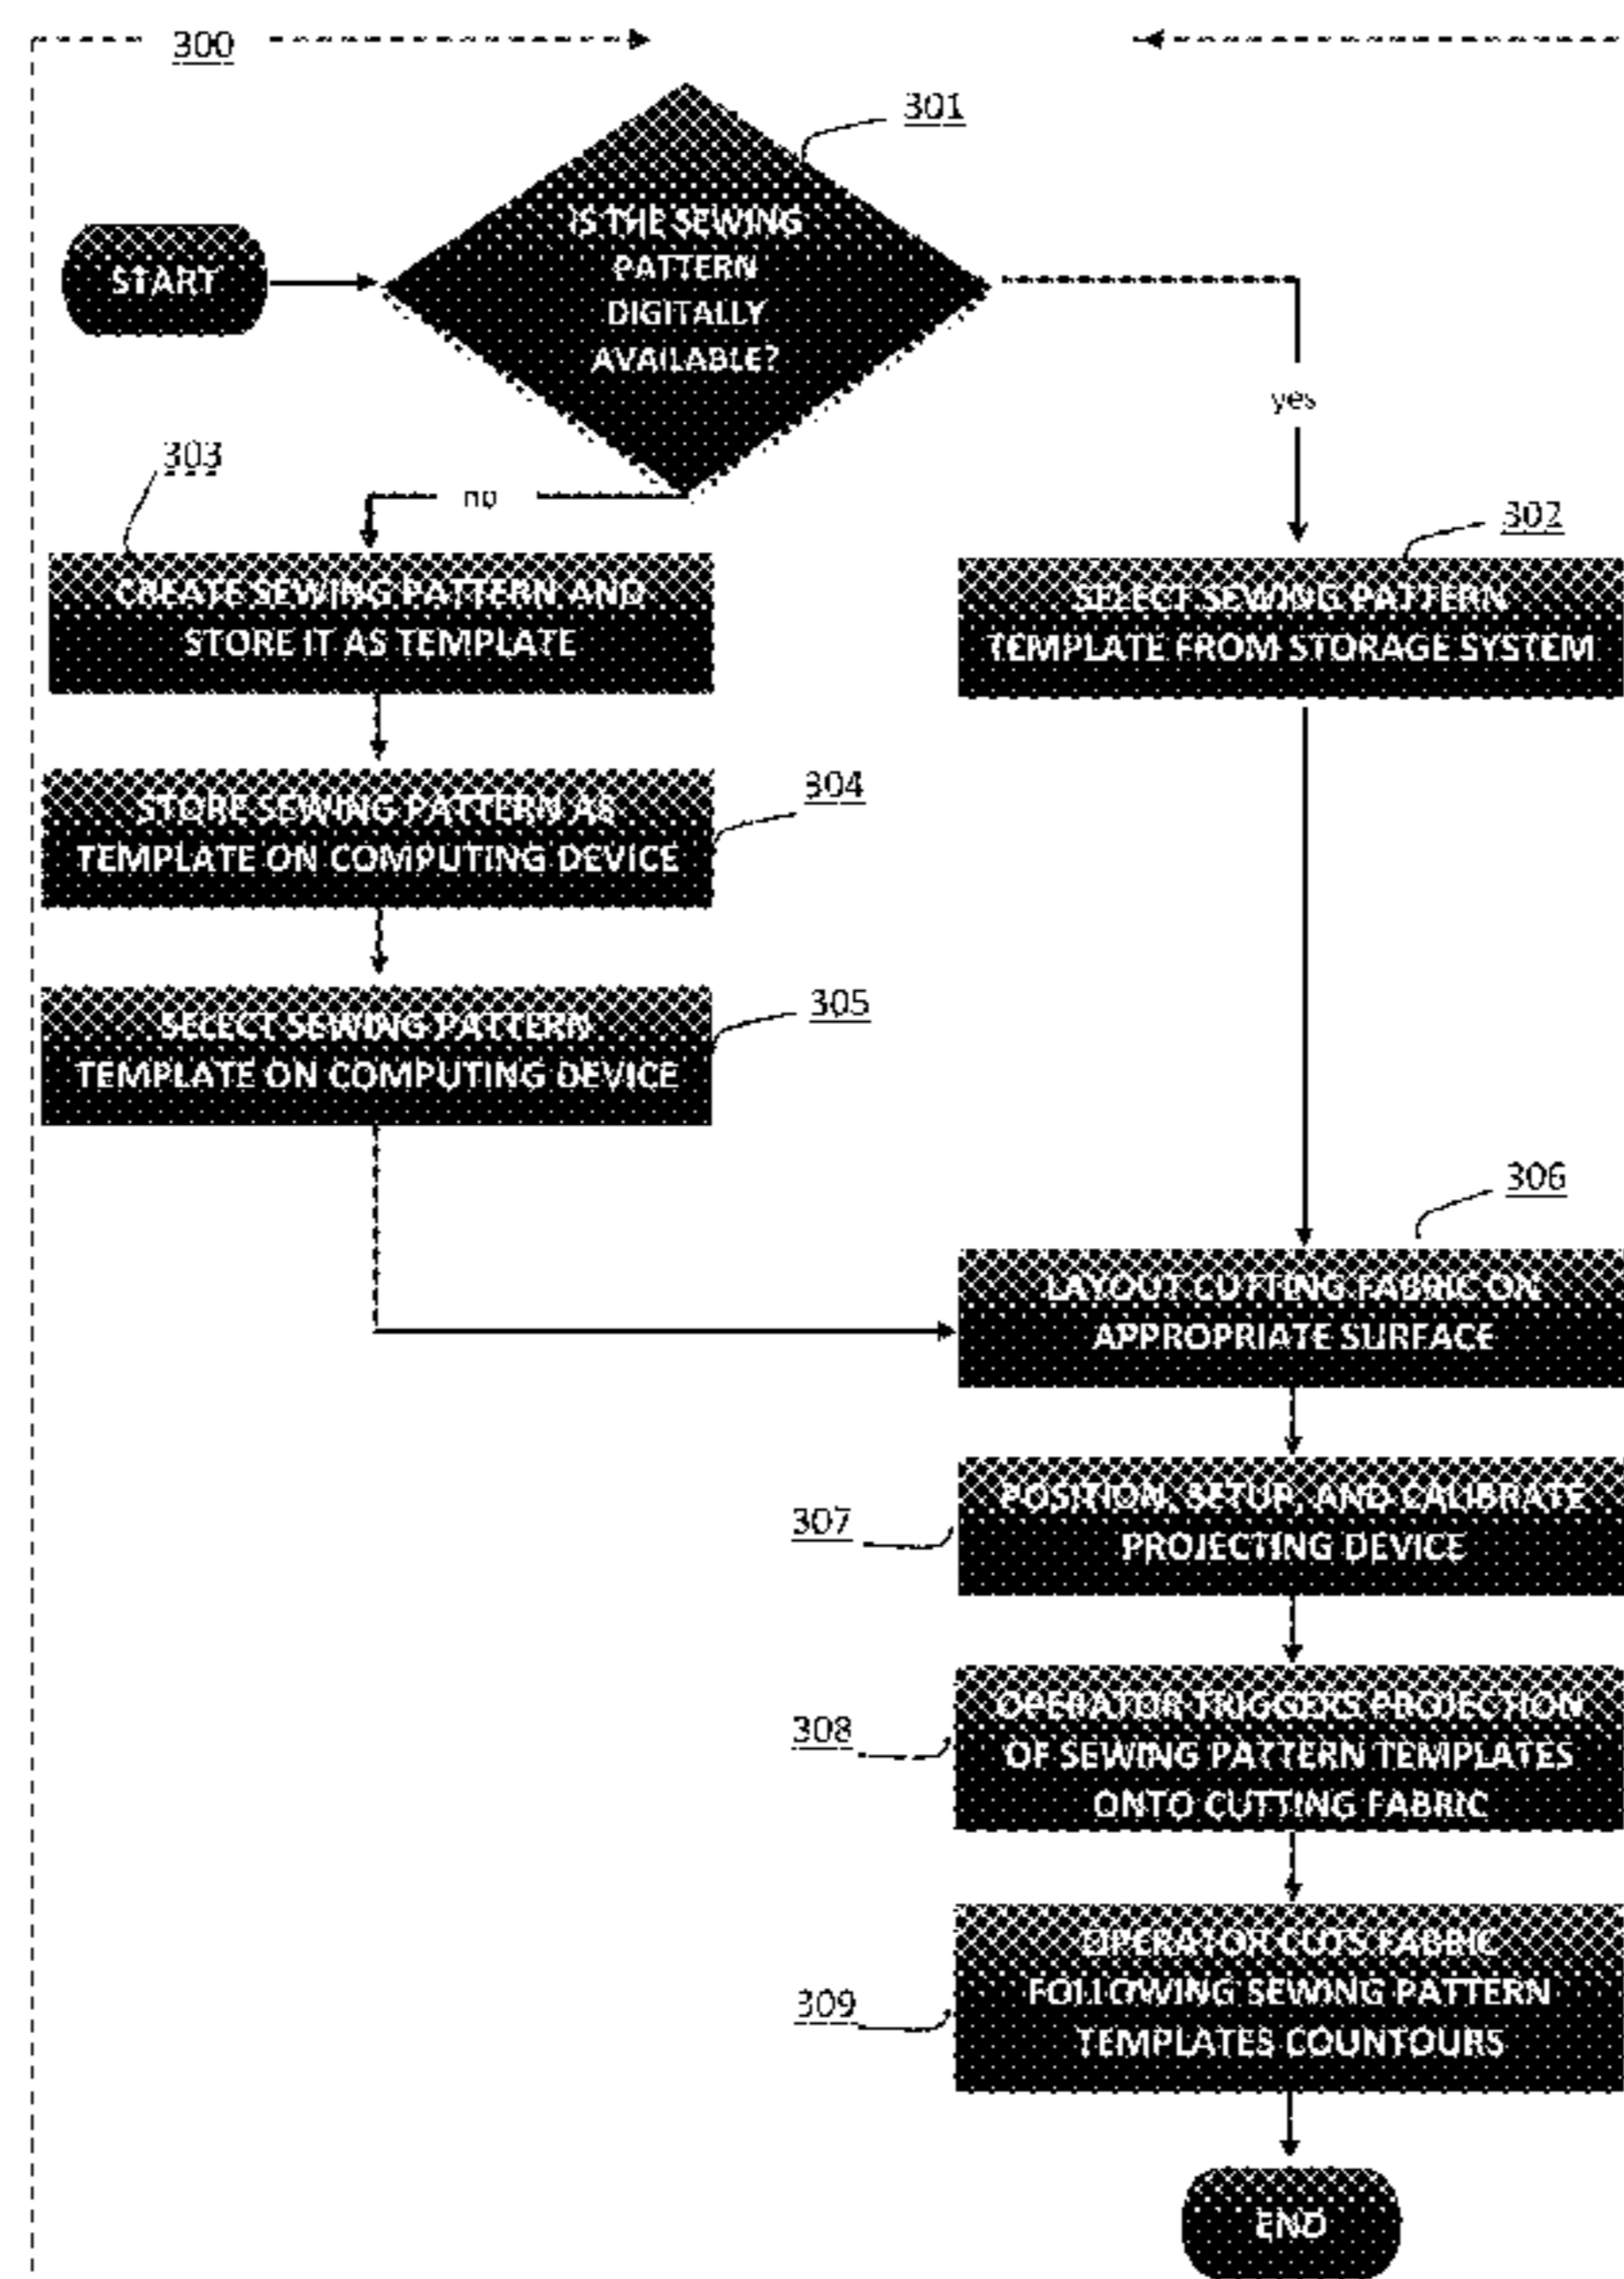 300
301
IS THE SEWING
PATTERN
DIGITALLY
AVAILABLE?
START
yes
303
no
302
CREATE SEWING PATTERN AND
STORE IT AS TEMPLATE
SELECT SEWING PATTERN
TEMPLATE FROM STORAGE SYSTEM
304
STORE SEWING PATTERN AS
TEMPLATE ON COMPUTING DEVICE
305
SELECT SEWING PATTERN
TEMPLATE ON COMPUTING DEVICE
306
LAYOUT CUTTING FABRIC ON
APPROPRIATE SURFACE
307
POSITION, SETUP, AND CALIBRATE
PROJECTING DEVICE
308
OPERATOR TRIGGERS PROJECTION
OF SEWING PATTERN TEMPLATES
ONTO CUTTING FABRIC
309
OPERATOR CUTS FABRIC
FOLLOWING SEWING PATTERN
TEMPLATES COUNTOURS
END